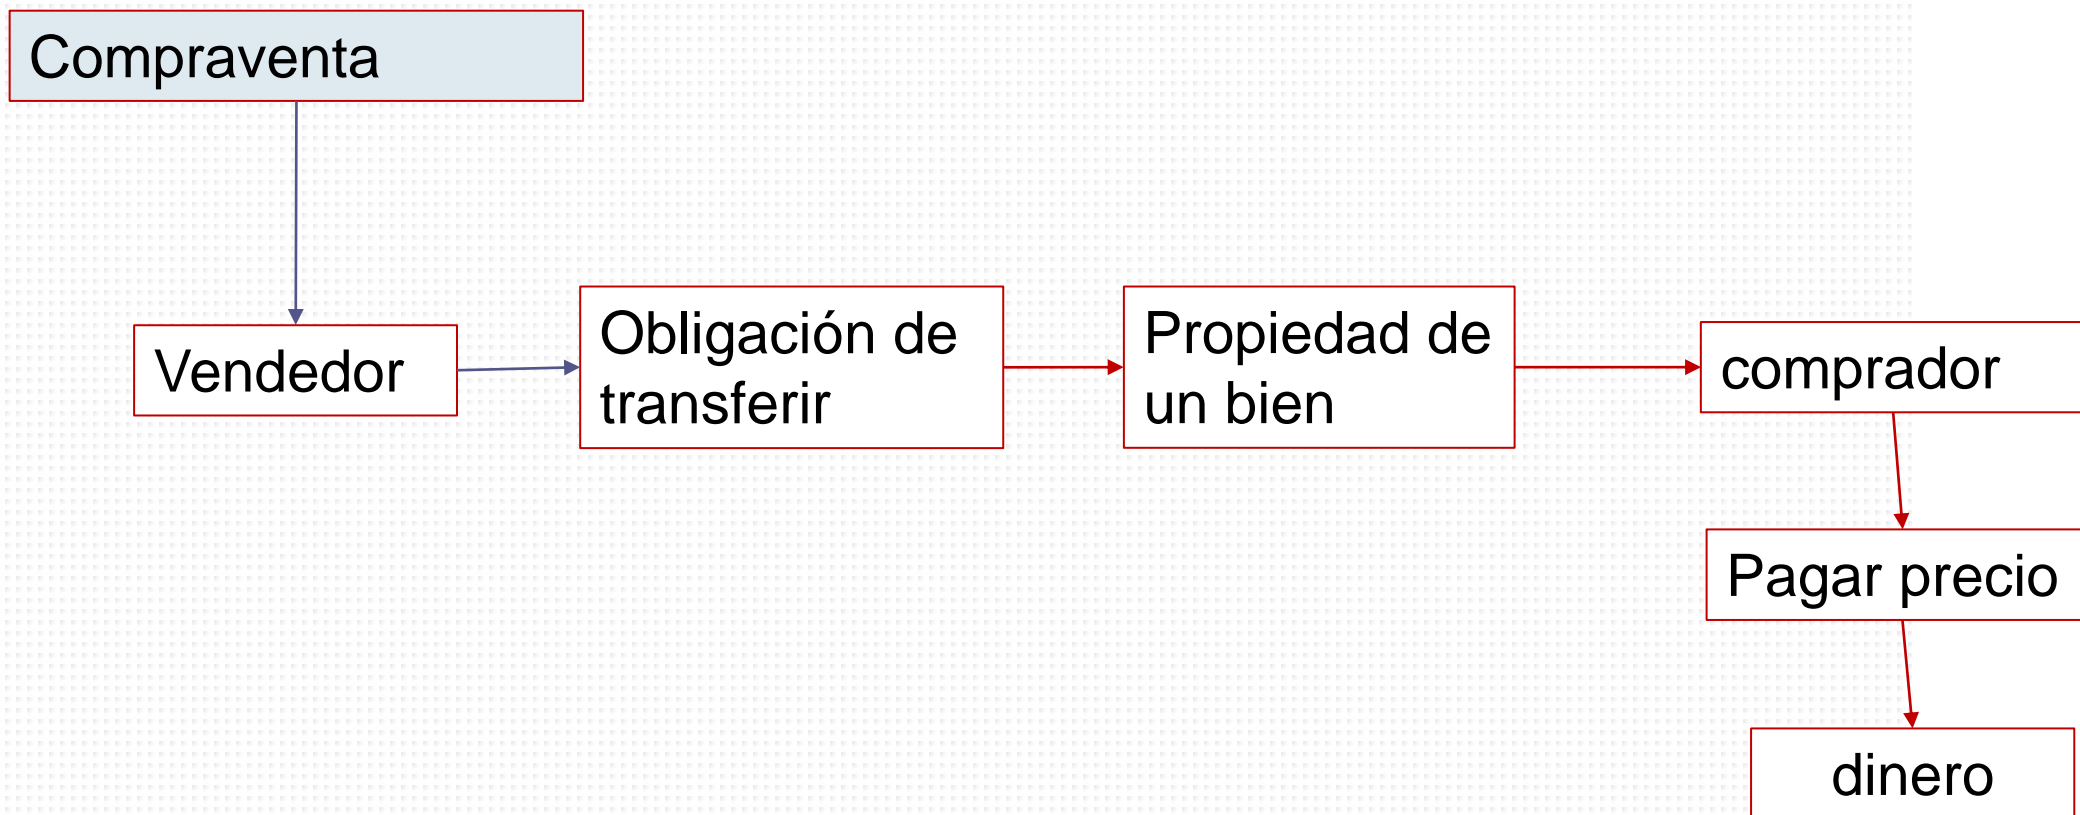 Compraventa
Vendedor
Obligación de
transferir
Propiedad de
un bien
comprador
Pagar precio
dinero